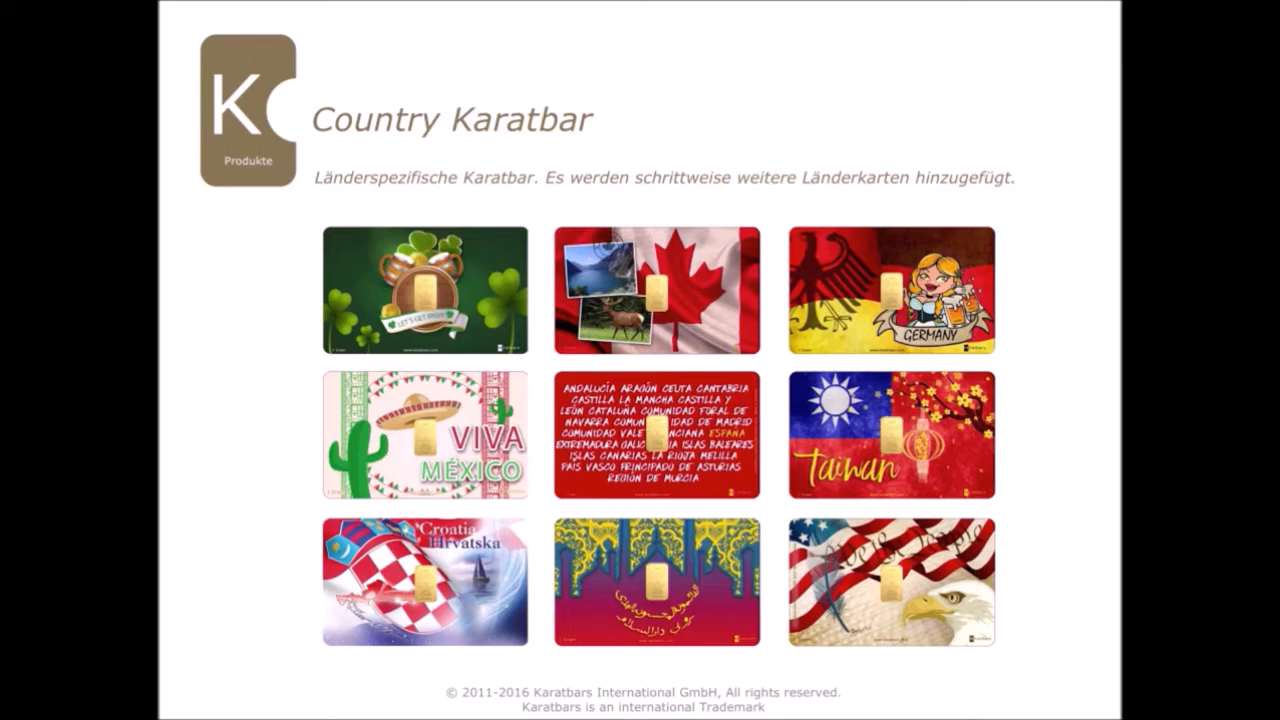 K
Produkte
Country Karatbar
Länderspezifische Karatbar. Es werden schrittweise weitere Länderkarten hinzugefügt.
LET'S GET IRISH!
GERMANY
VIVA
MÉXICO
ANDALUCÍA ARAGÓN CEUTA CANTABRIA
CASTILLA LA MANCHA CASTILLA Y
LEÓN CATALUÑA COMUNIDAD FORAL DE
NAVARRA COMUNIDAD DE MADRID
COMUNIDAD VALENCIANA ESPAÑA
EXTREMADURA GALICIA ISLAS BALEARES
ISLAS CANARIAS LA RIOJA MELILLA
PAÍS VASCO PRINCIPADO DE ASTURIAS
REGIÓN DE MURCIA
Taiwan
Croatia
Hrvatska
We the People
© 2011-2016 Karatbars International GmbH, All rights reserved.
Karatbars is an international Trademark